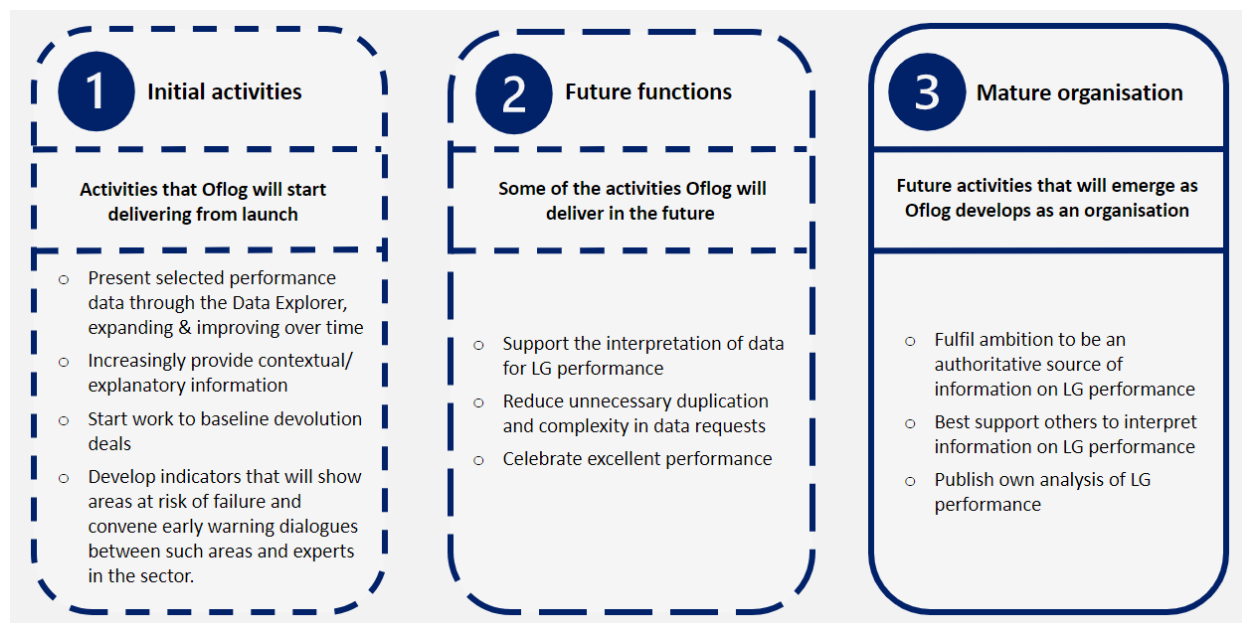 1 Initial activities
Activities that Oflog will start
delivering from launch
○ Present selected performance
data through the Data Explorer,
expanding & improving over time
○ Increasingly provide contextual/
explanatory information
○ Start work to baseline devolution
deals
○ Develop indicators that will show
areas at risk of failure and
convene early warning dialogues
between such areas and experts
in the sector.
2 Future functions
Some of the activities Oflog will
deliver in the future
○ Support the interpretation of data
for LG performance
○ Reduce unnecessary duplication
and complexity in data requests
○ Celebrate excellent performance
3 Mature organisation
Future activities that will emerge as
Oflog develops as an organisation
○ Fulfil ambition to be an
authoritative source of
information on LG performance
○ Best support others to interpret
information on LG performance
○ Publish own analysis of LG
performance